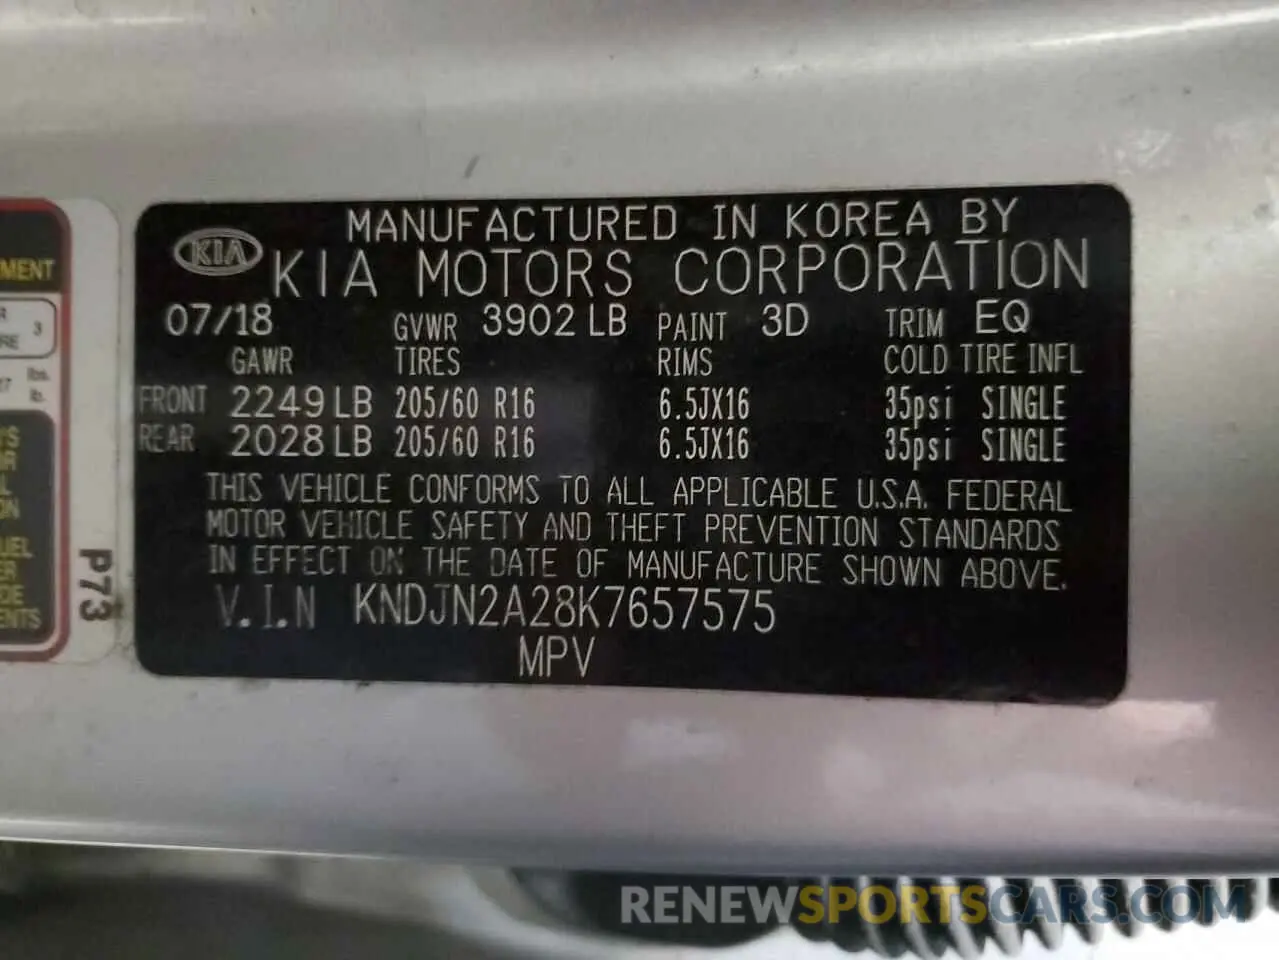 MANUFACTURED IN KOREA BY
KIA KIA MOTORS CORPORATION
07/18 GVWR 3902 LB PAINT 3D TRIM EQ
GAWR TIRES RIMS COLD TIRE INFL
FRONT 2249 LB 205/60 R16 6.5JX16 35psi SINGLE
REAR 2028 LB 205/60 R16 6.5JX16 35psi SINGLE
THIS VEHICLE CONFORMS TO ALL APPLICABLE U.S.A. FEDERAL
MOTOR VEHICLE SAFETY AND THEFT PREVENTION STANDARDS
IN EFFECT ON THE DATE OF MANUFACTURE SHOWN ABOVE.
V.I.N KNDJN2A28K7657575
MPV
P73
3
lbs.
lb.
RENEWSPORTSCARS.COM